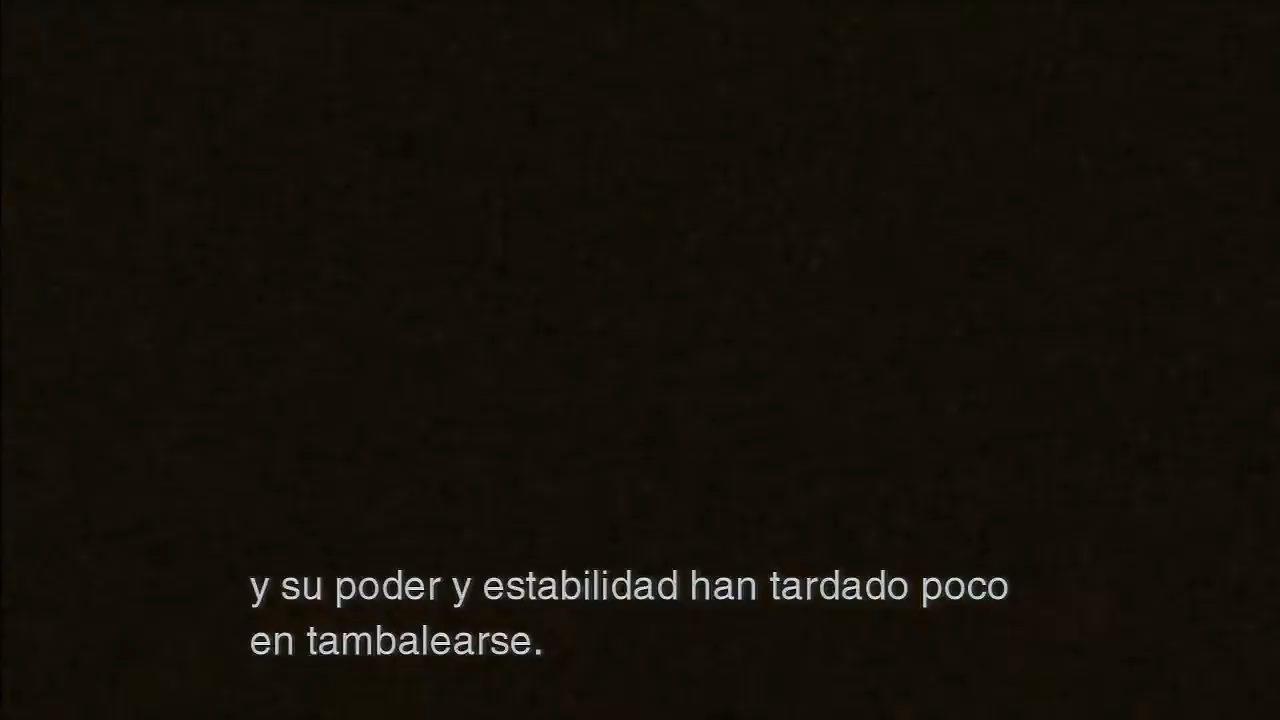 y su poder y estabilidad han tardado poco
en tambalearse.